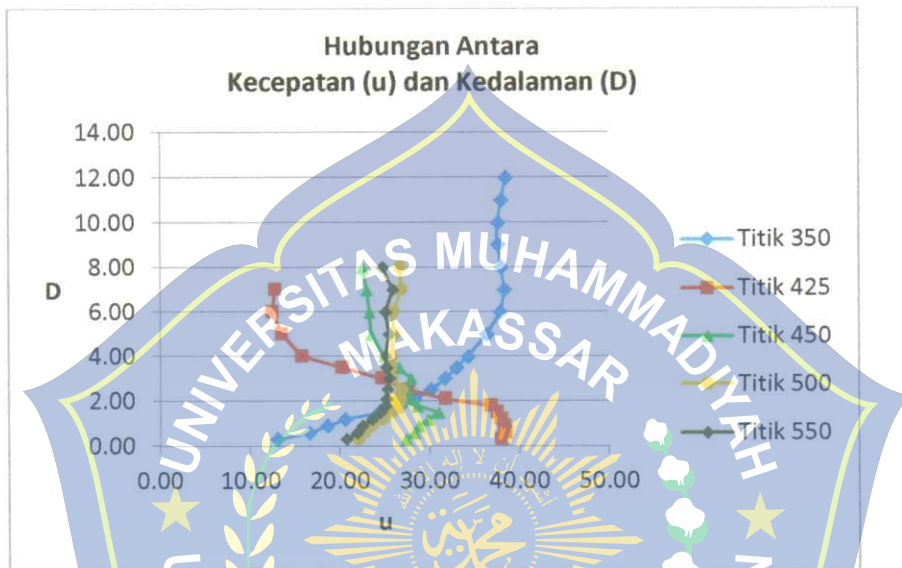 Hubungan Antara
Kecepatan (u) dan Kedalaman (D)
14.00
12.00
10.00
8.00
6.00
4.00
2.00
0.00
D
0.00 10.00 20.00 30.00 40.00 50.00
u
Titik 350
Titik 425
Titik 450
Titik 500
Titik 550
UNIVERSITAS MUHAMMADIYAH
MAKASSAR